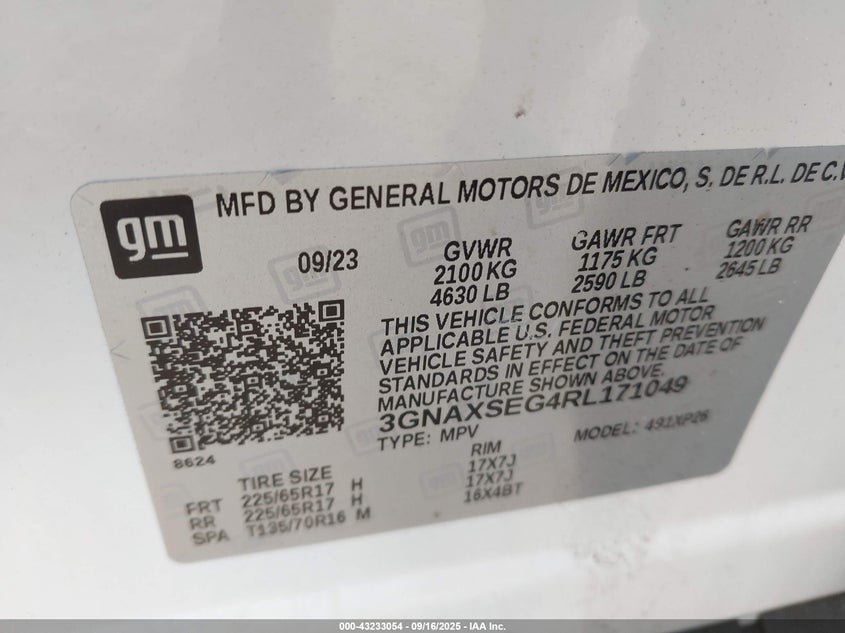 gm
MFD BY GENERAL MOTORS DE MEXICO, S. DE R.L. DE C.V
09/23
GVWR
2100 KG
4630 LB
GAWR FRT
1175 KG
2590 LB
GAWR RR
1200 KG
2645 LB
THIS VEHICLE CONFORMS TO ALL
APPLICABLE U.S. FEDERAL MOTOR
VEHICLE SAFETY AND THEFT PREVENTION
STANDARDS IN EFFECT ON THE DATE OF
MANUFACTURE SHOWN ABOVE.
3GNAXSEG4RL171049
TYPE: MPV
MODEL: 491XP26
8624
TIRE SIZE
RIM
FRT 225/65R17 H 17X7J
RR 225/65R17 H 17X7J
SPA T135/70R16 M 16X4BT
000-43233054 - 09/16/2025 - IAA Inc.